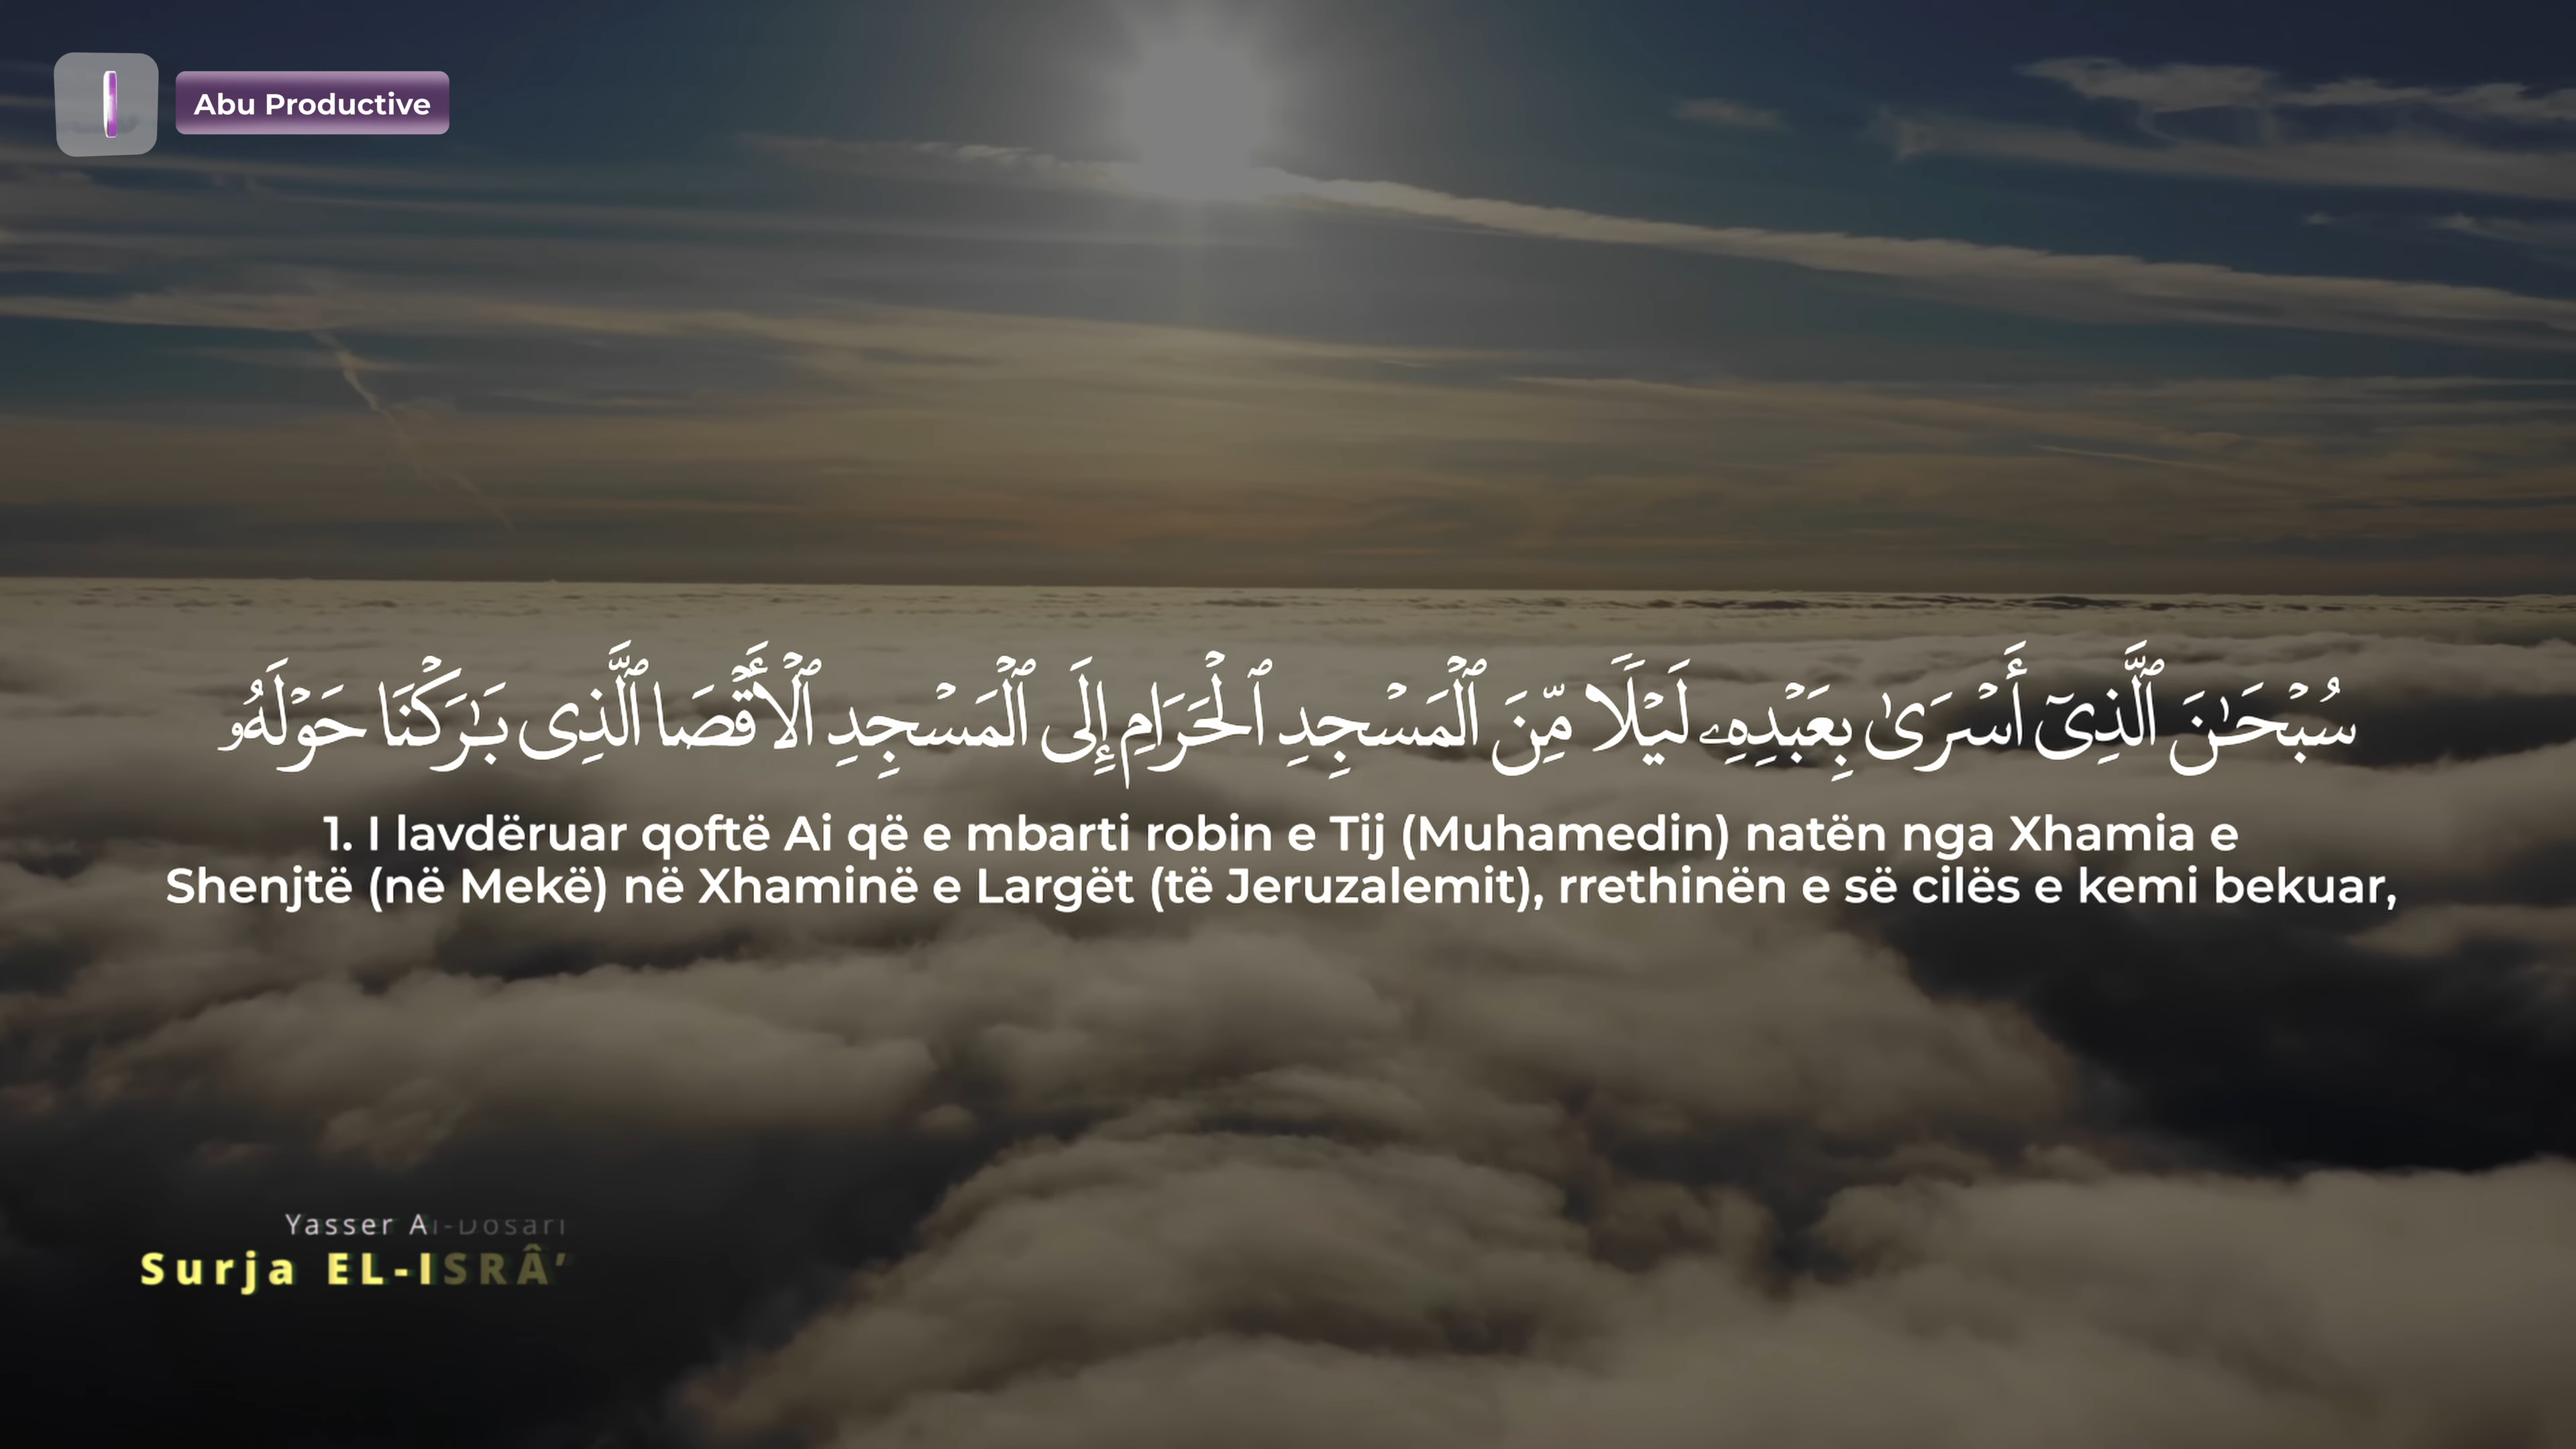 Abu Productive
سُبْحَـٰنَ ٱلَّذِىٓ أَسْرَىٰ بِعَبْدِهِۦ لَيْلًا مِّنَ ٱلْمَسْجِدِ ٱلْحَرَامِ إِلَى ٱلْمَسْجِدِ ٱلْأَقْصَا ٱلَّذِى بَـٰرَكْنَا حَوْلَهُۥ
1. I lavdëruar qoftë Ai që e mbarti robin e Tij (Muhamedin) natën nga Xhamia e
Shenjtë (në Mekë) në Xhaminë e Largët (të Jeruzalemit), rrethinën e së cilës e kemi bekuar,
Yasser Al-Dosari
Surja EL-ISRÂ’